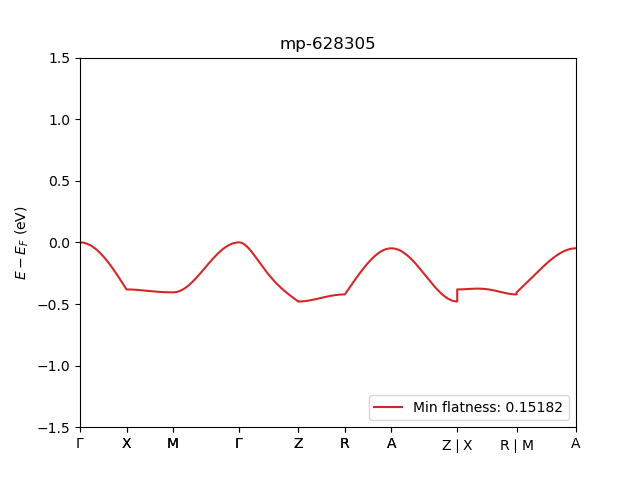 mp-628305
E − E_F (eV)
1.5
1.0
0.5
0.0
−0.5
−1.0
−1.5
Min flatness: 0.15182
Γ X M Γ Z R A Z | X R | M A